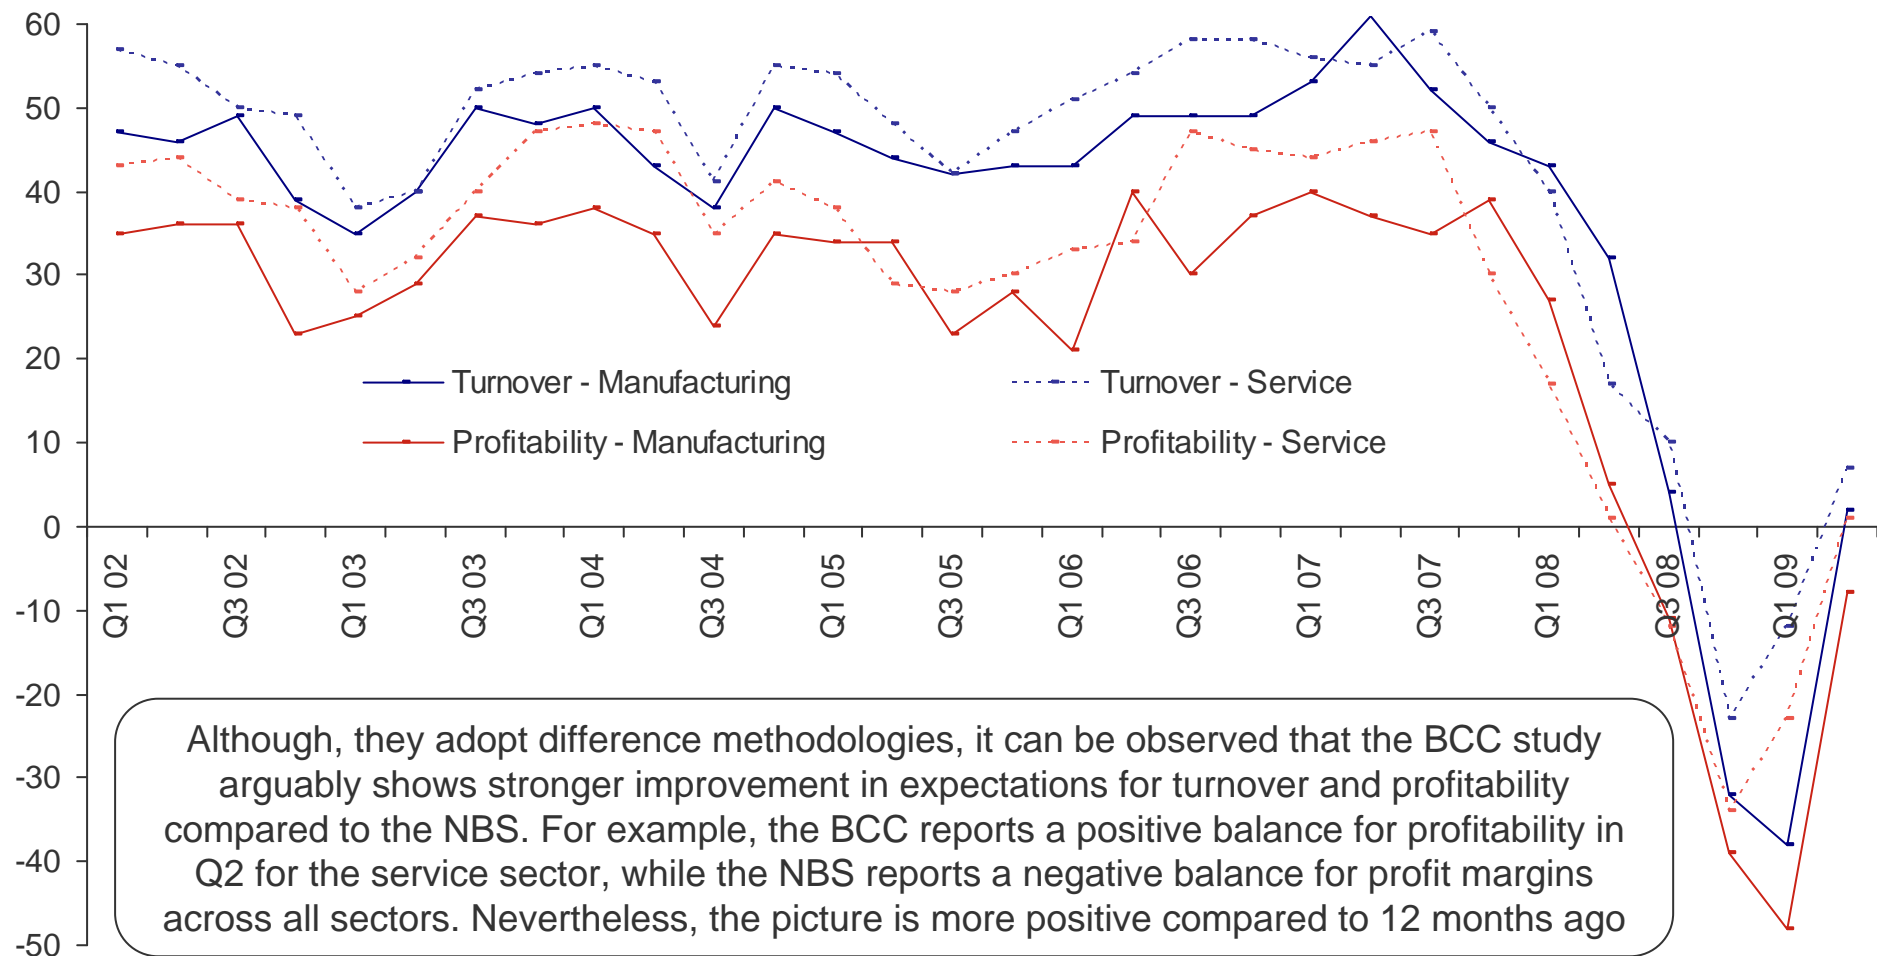 60
50
40
30
20
10
0
-10
-20
-30
-40
-50
Turnover - Manufacturing
Turnover - Service
Profitability - Manufacturing
Profitability - Service
Q1 02
Q3 02
Q1 03
Q3 03
Q1 04
Q3 04
Q1 05
Q3 05
Q1 06
Q3 06
Q1 07
Q3 07
Q1 08
Q3 08
Q1 09
Although, they adopt difference methodologies, it can be observed that the BCC study
arguably shows stronger improvement in expectations for turnover and profitability
compared to the NBS. For example, the BCC reports a positive balance for profitability in
Q2 for the service sector, while the NBS reports a negative balance for profit margins
across all sectors. Nevertheless, the picture is more positive compared to 12 months ago